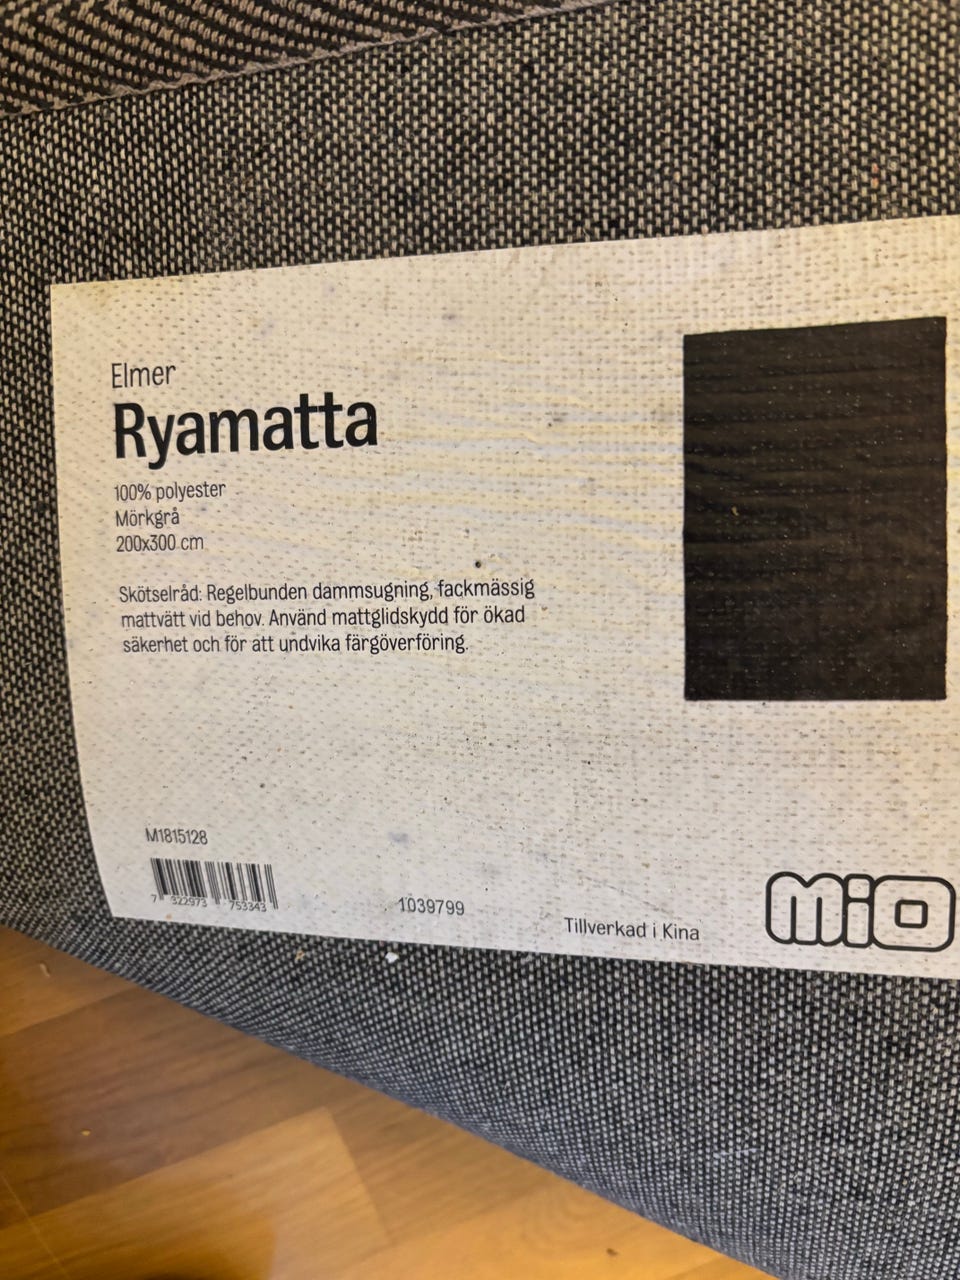 Elmer
Ryamatta
100% polyester
Mörkgrå
200x300 cm
Skötselråd: Regelbunden dammsugning, fackmässig
mattvätt vid behov. Använd mattglidskydd för ökad
säkerhet och för att undvika färgöverföring.
M1815128
7 322973 753343
1039799
Tillverkad i Kina
mio